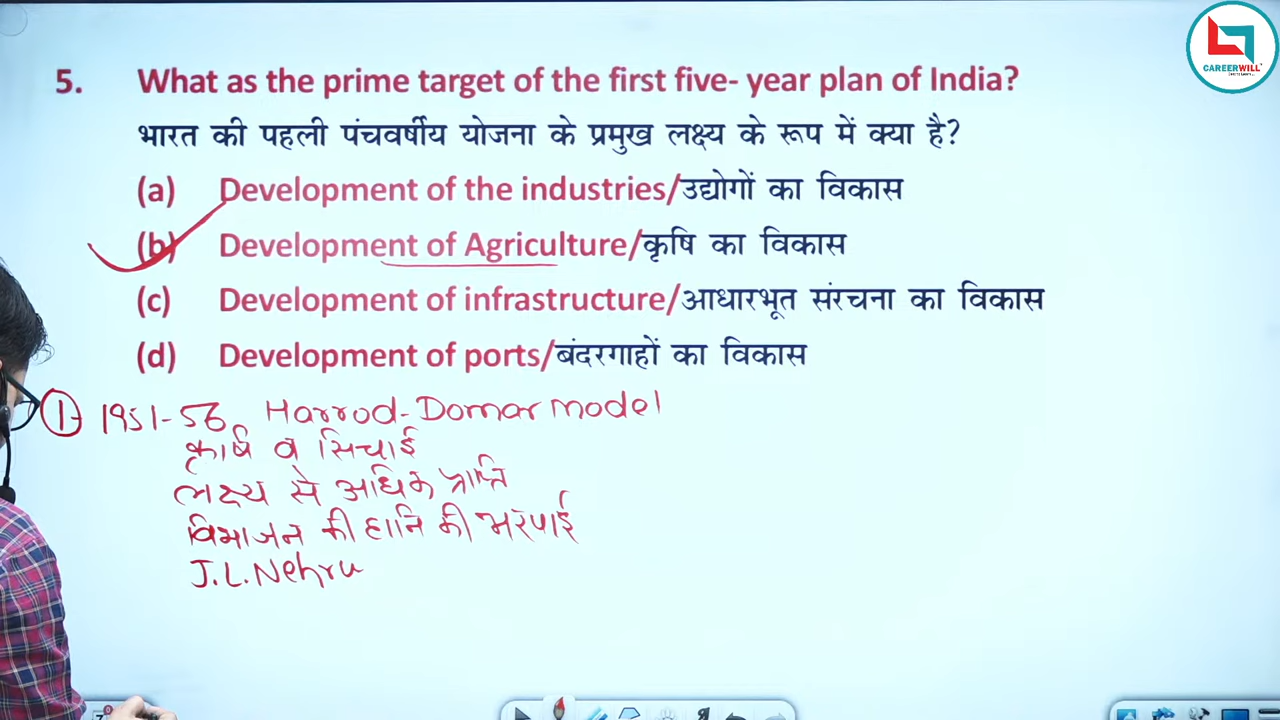 CAREERWILL
5. What as the prime target of the first five- year plan of India?
भारत की पहली पंचवर्षीय योजना के प्रमुख लक्ष्य के रूप में क्या है?
(a) Development of the industries/उद्योगों का विकास
(b) Development of Agriculture/कृषि का विकास
(c) Development of infrastructure/आधारभूत संरचना का विकास
(d) Development of ports/बंदरगाहों का विकास
① 1951-56, Harrod-Domar model
कृषि व सिंचाई
लक्ष्य से अधिक प्राप्ति
विभाजन की हानि की भरपाई
J.L.Nehru